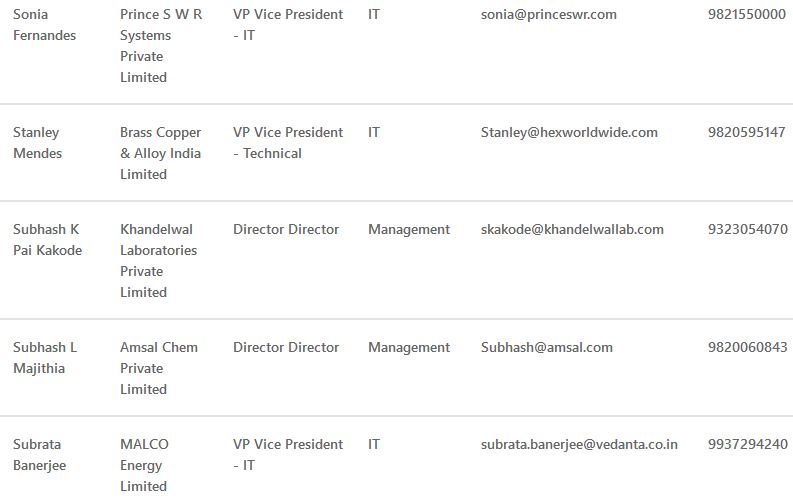 Sonia Fernandes Prince S W R Systems Private Limited VP Vice President - IT IT sonia@princeswr.com 9821550000
Stanley Mendes Brass Copper & Alloy India Limited VP Vice President - Technical IT Stanley@hexworldwide.com 9820595147
Subhash K Pai Kakode Khandelwal Laboratories Private Limited Director Director Management skakode@khandelwallab.com 9323054070
Subhash L Majithia Amsal Chem Private Limited Director Director Management Subhash@amsal.com 9820060843
Subrata Banerjee MALCO Energy Limited VP Vice President - IT IT subrata.banerjee@vedanta.co.in 9937294240